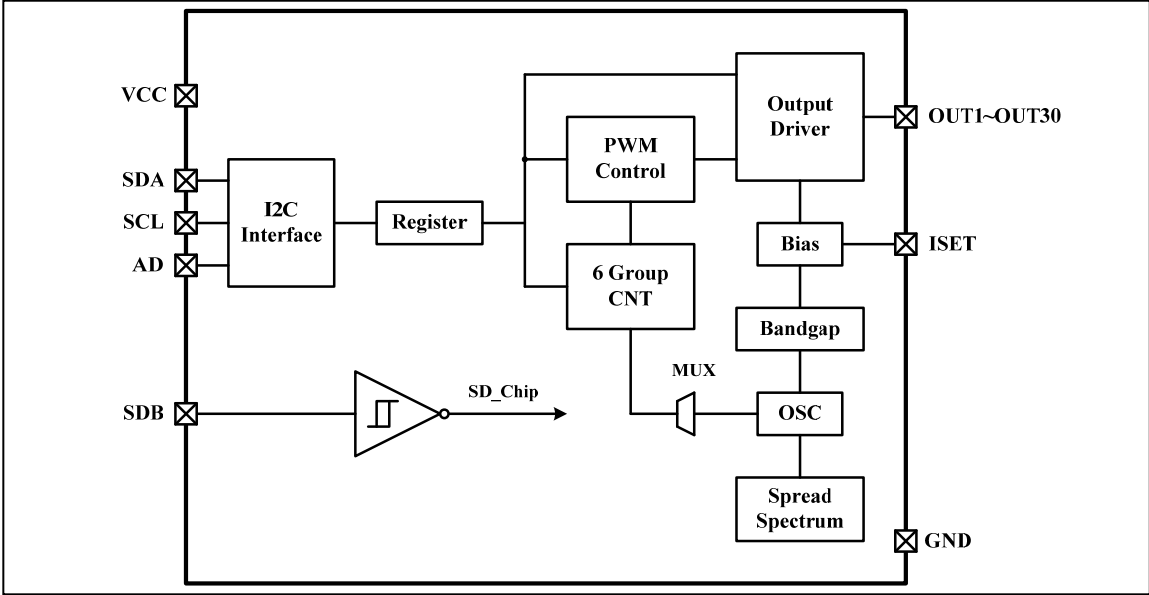 VCC
SDA
SCL
AD
SDB
I2C
Interface
Register
SD_Chip
PWM
Control
6 Group
CNT
MUX
Output
Driver
Bias
Bandgap
OSC
Spread
Spectrum
OUT1~OUT30
ISET
GND